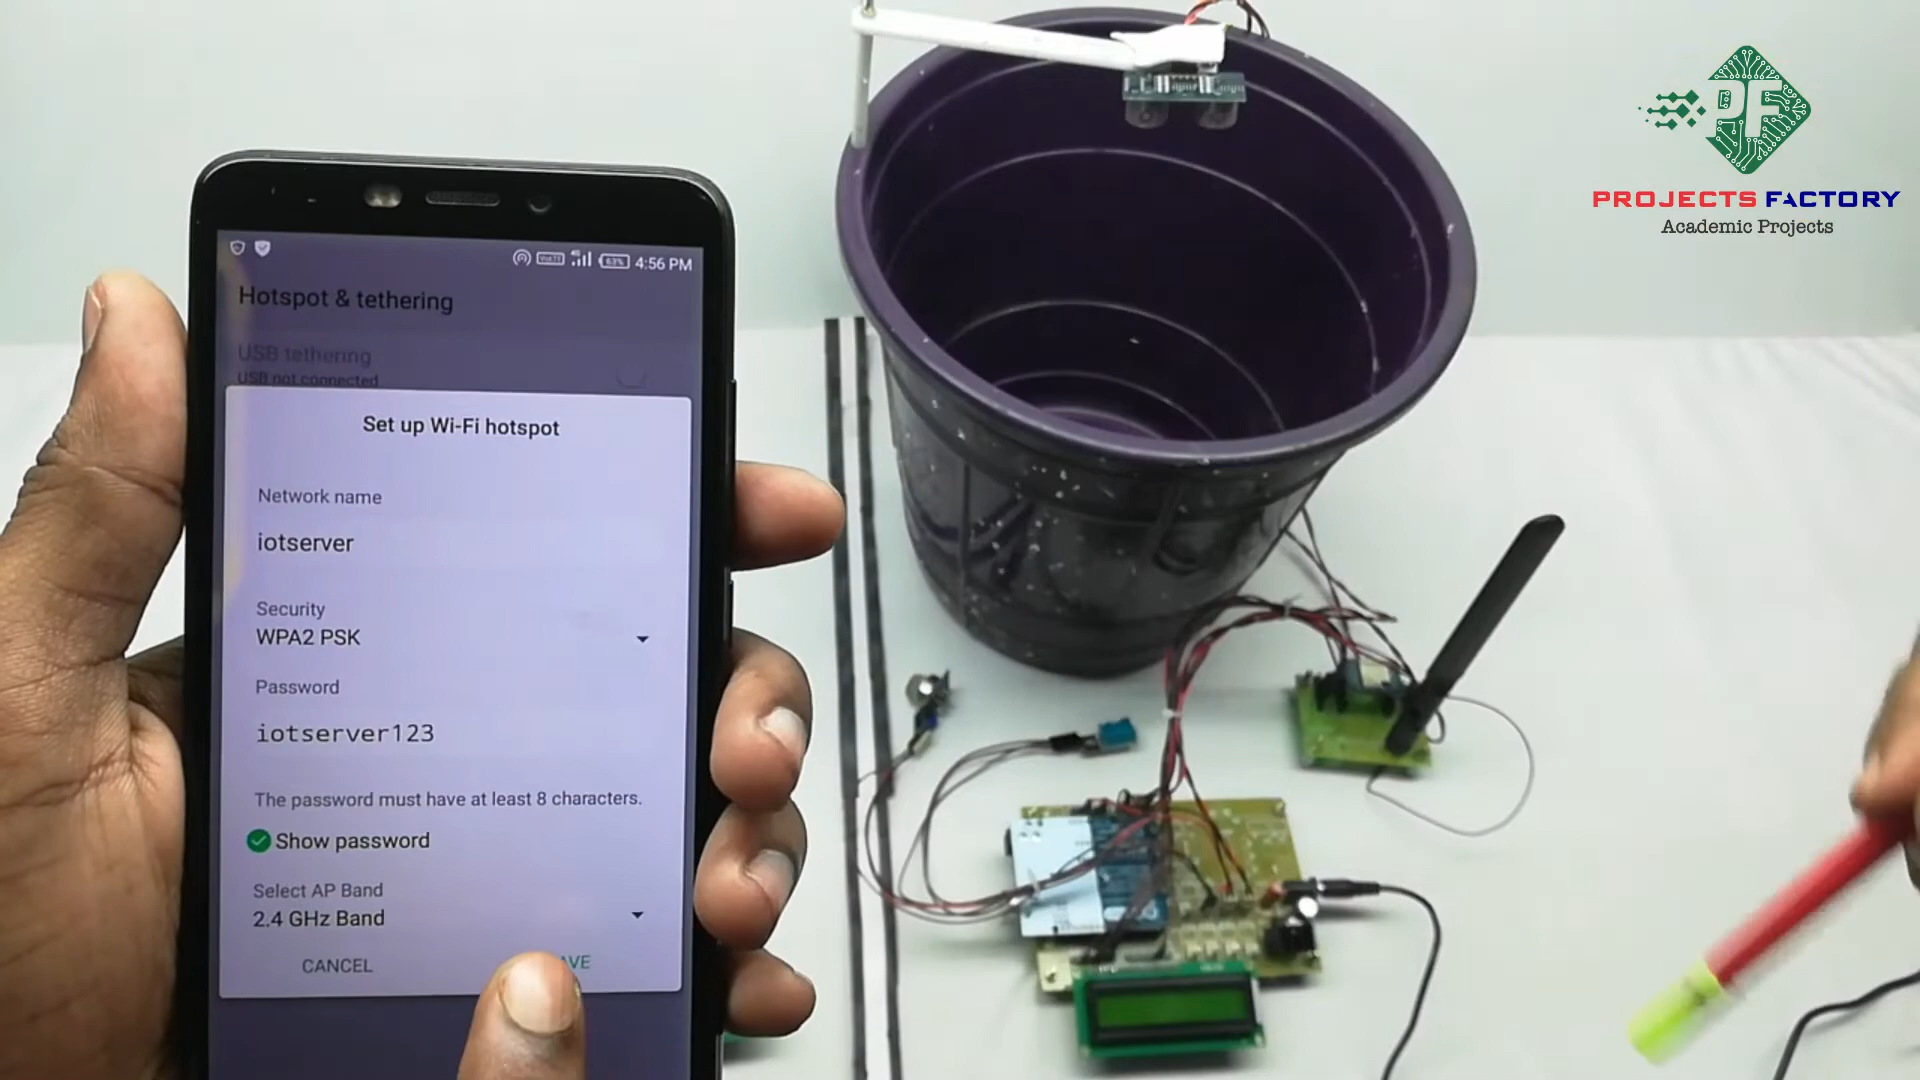 PROJECTS FACTORY
Academic Projects
4:56 PM
Hotspot & tethering
USB tethering
USB not connected
Set up Wi-Fi hotspot
Network name
iotserver
Security
WPA2 PSK
Password
iotserver123
The password must have at least 8 characters.
Show password
Select AP Band
2.4 GHz Band
CANCEL